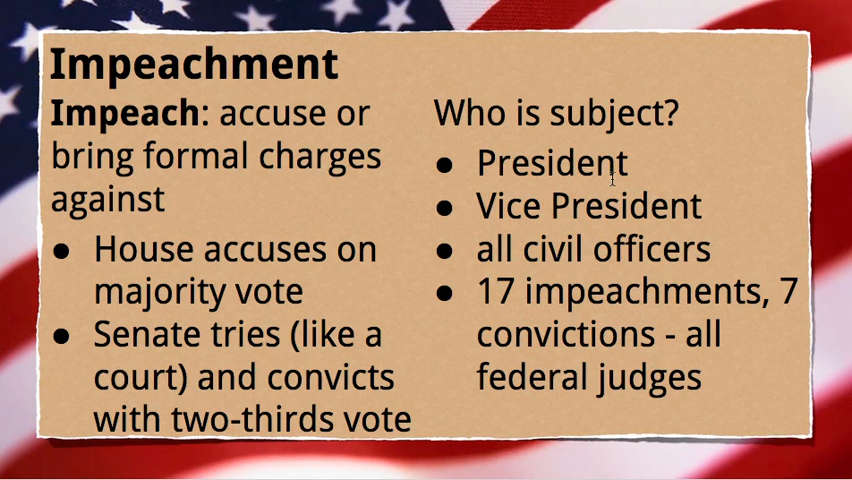 Impeachment
Impeach: accuse or
bring formal charges
against
● House accuses on
majority vote
● Senate tries (like a
court) and convicts
with two-thirds vote
Who is subject?
● President
● Vice President
● all civil officers
● 17 impeachments, 7
convictions - all
federal judges